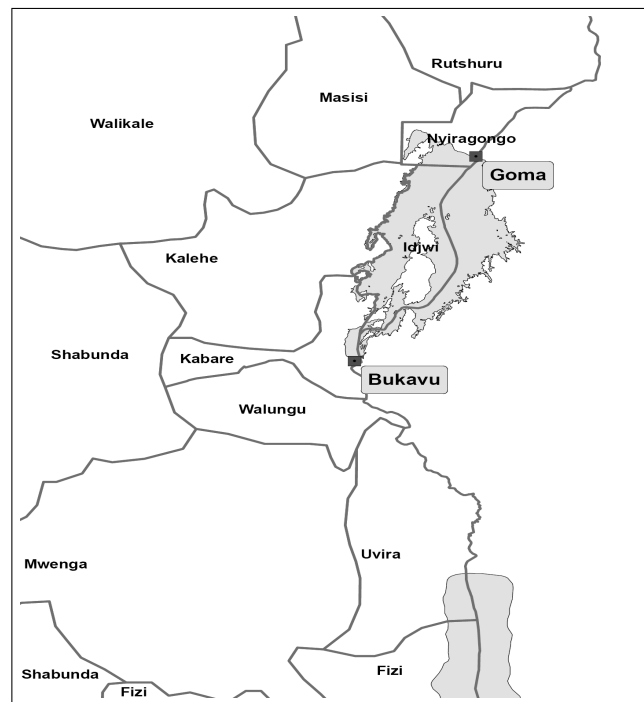 Rutshuru
Masisi
Walikale
Nyiragongo
Goma
Idjwi
Kalehe
Shabunda
Kabare
Bukavu
Walungu
Uvira
Mwenga
Shabunda
Fizi
Fizi